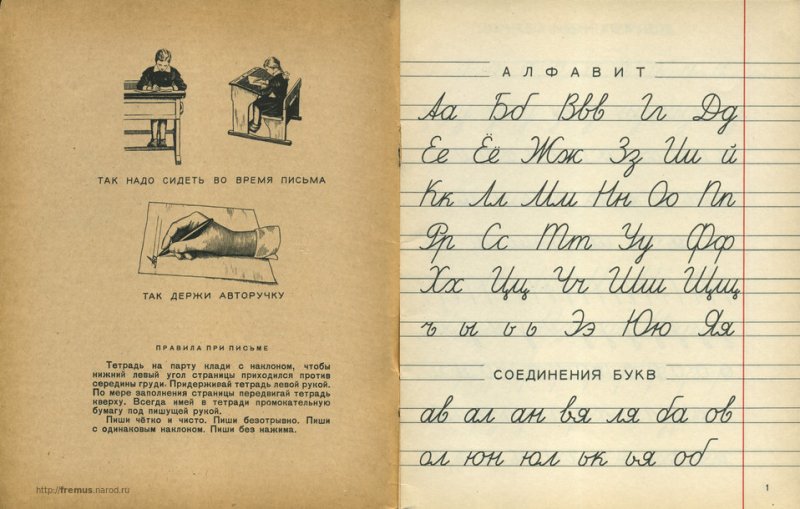 ТАК НАДО СИДЕТЬ ВО ВРЕМЯ ПИСЬМА
ТАК ДЕРЖИ АВТОРУЧКУ
ПРАВИЛА ПРИ ПИСЬМЕ
Тетрадь на парту клади с наклоном, чтобы
нижний левый угол страницы приходился против
середины груди. Придерживай тетрадь левой рукой.
По мере заполнения страницы передвигай тетрадь
кверху. Всегда имей в тетради промокательную
бумагу под пишущей рукой.
Пиши чётко и чисто. Пиши безотрывно. Пиши
с одинаковым наклоном. Пиши без нажима.
http://fremus.narod.ru
АЛФАВИТ
Аа Бб Ввв Гг Дд
Ее Ёё Жж Зз Ии й
Кк Лл Мм Нн Оо Пп
Рр Сс Тт Уу Фф
Хх Цц Чч Шш Щщ
ъ ы ь ь Ээ Юю Яя
СОЕДИНЕНИЯ БУКВ
ав ал ан вя ля ба ов
ол юн юл ьк ья об
1